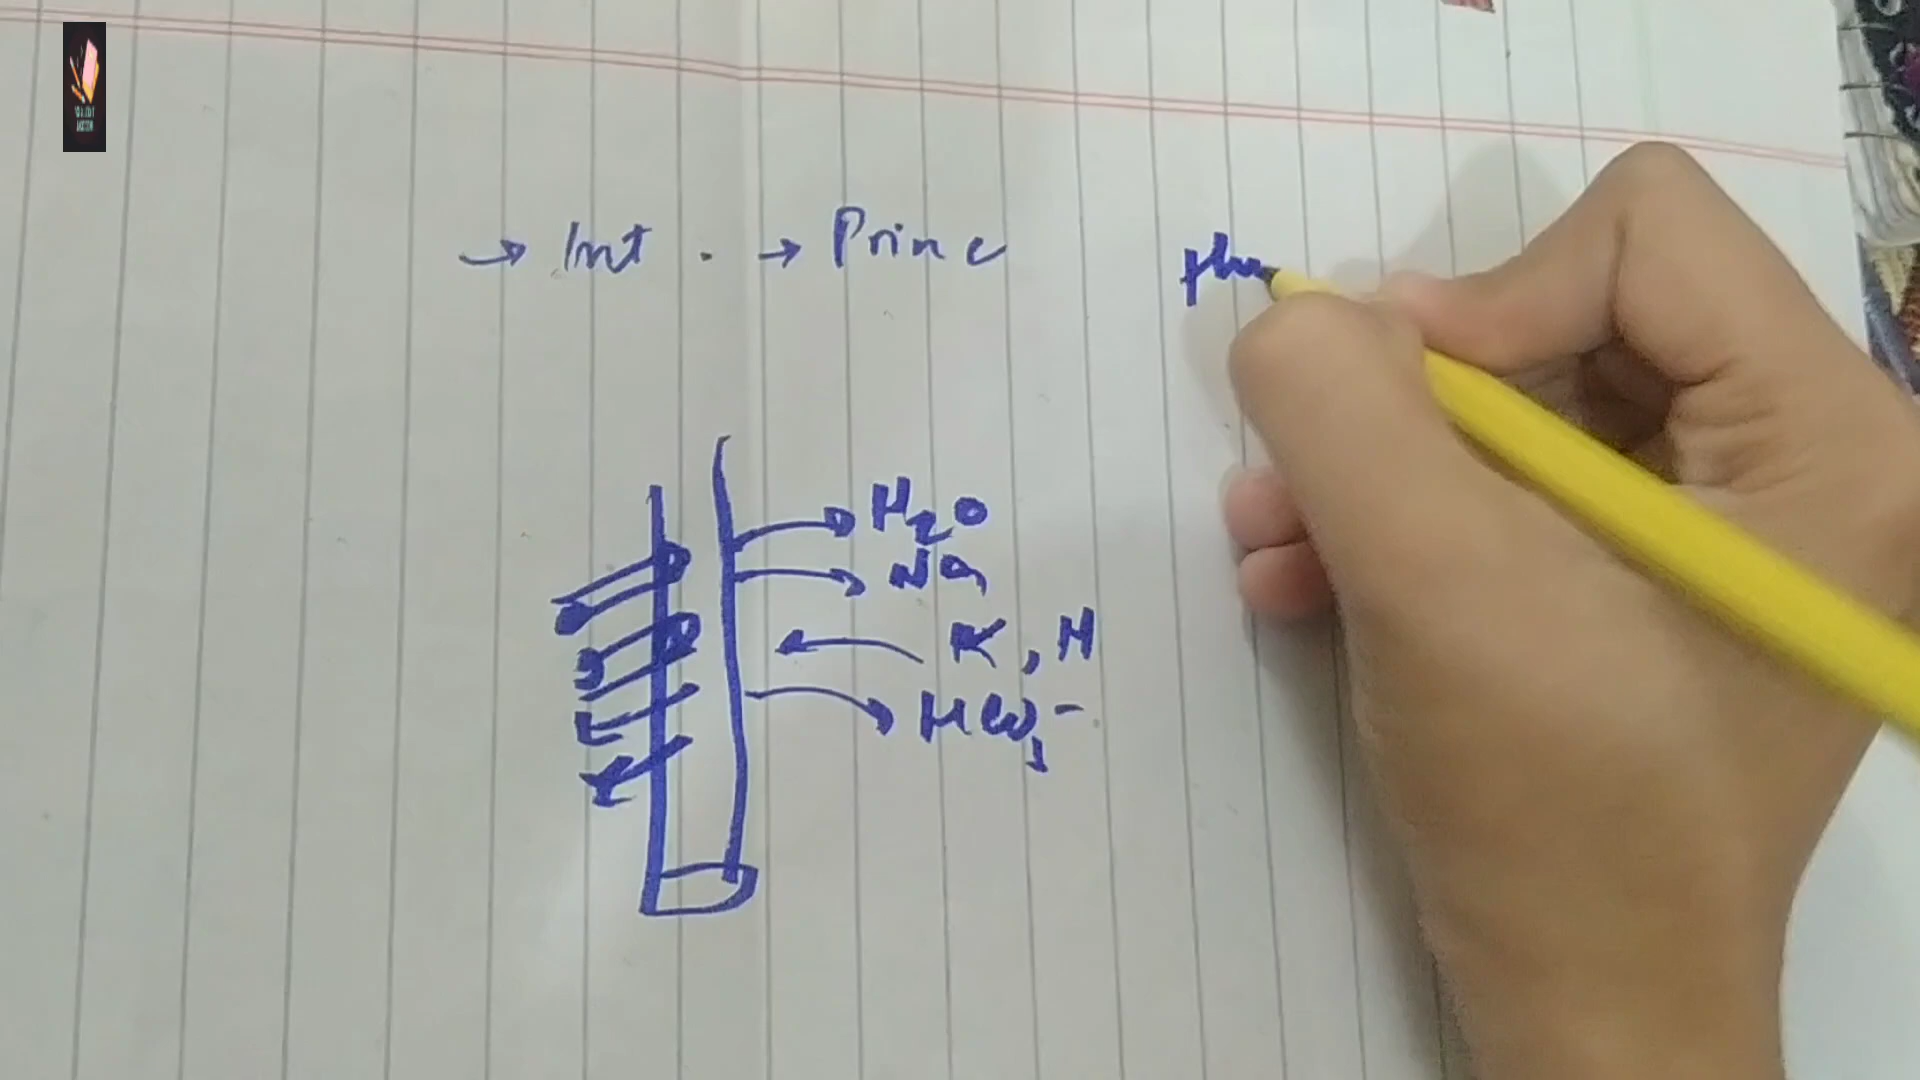 → Int . → Princ
H2O
Na
K, H
HCO3-